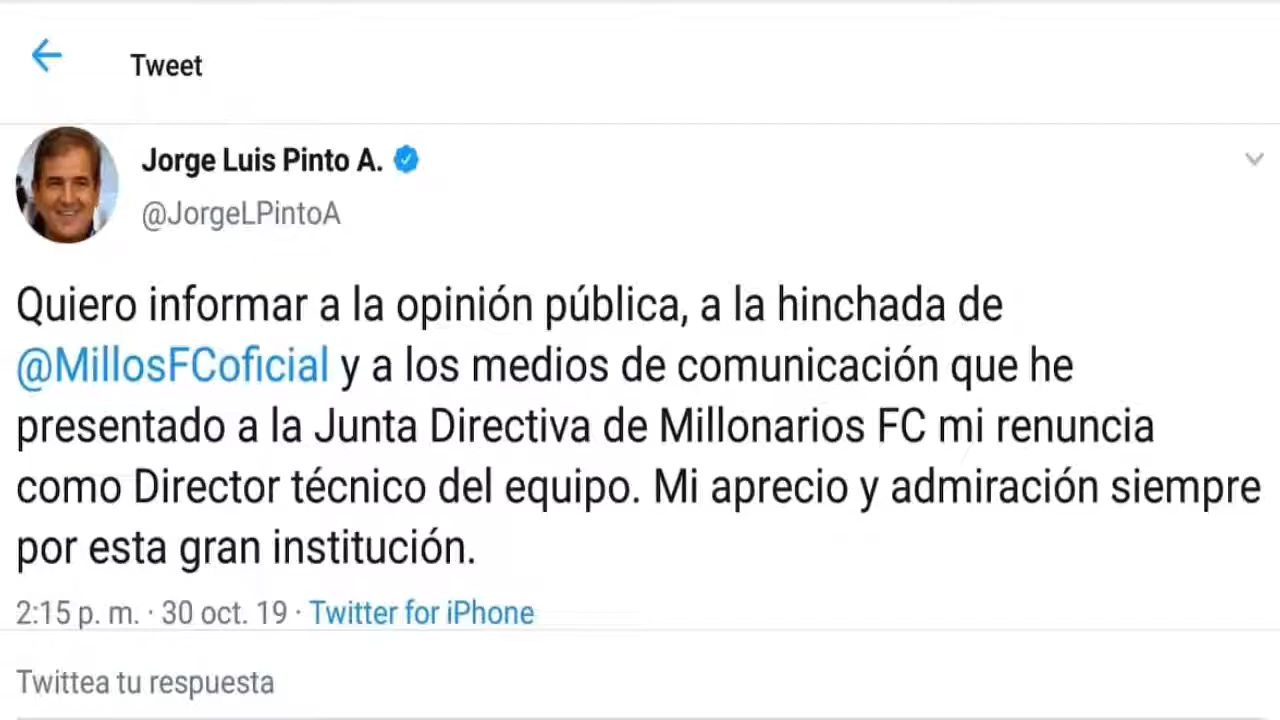 Tweet
Jorge Luis Pinto A.
@JorgeLPintoA
Quiero informar a la opinión pública, a la hinchada de
@MillosFCoficial y a los medios de comunicación que he
presentado a la Junta Directiva de Millonarios FC mi renuncia
como Director técnico del equipo. Mi aprecio y admiración siempre
por esta gran institución.
2:15 p. m. · 30 oct. 19 · Twitter for iPhone
Twittea tu respuesta